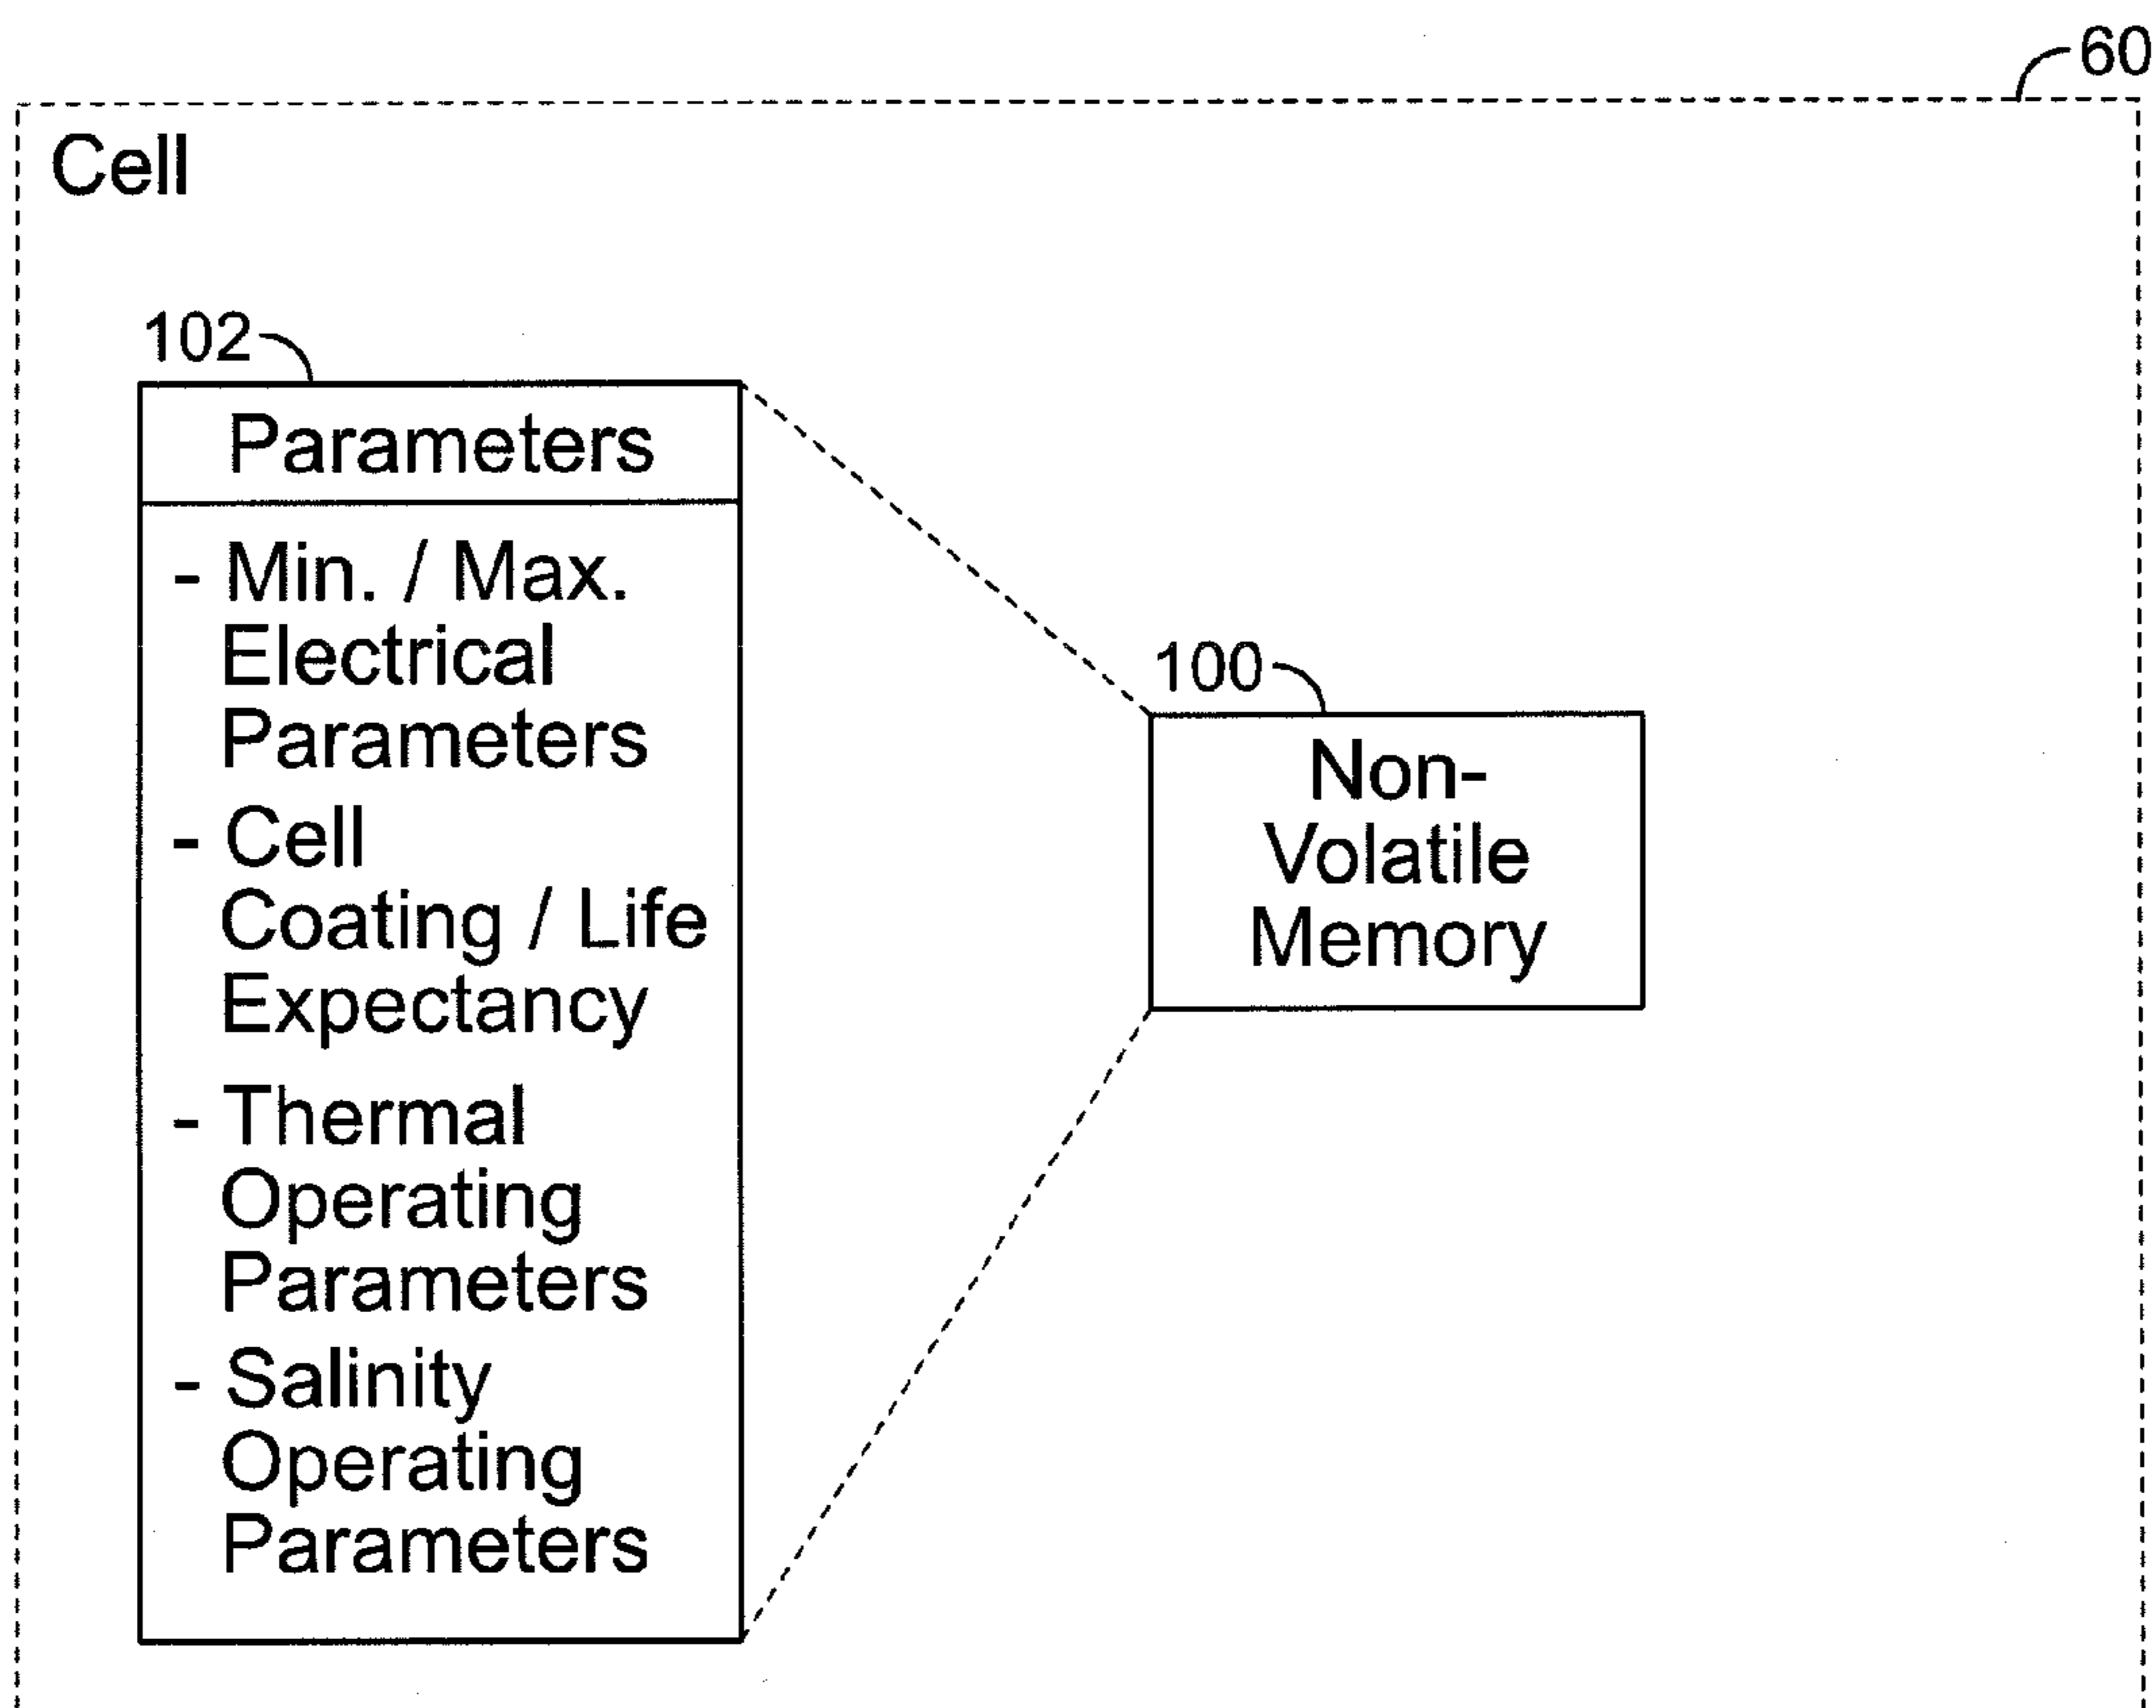 60
Cell
102
Parameters
- Min. / Max.
Electrical
Parameters
- Cell
Coating / Life
Expectancy
- Thermal
Operating
Parameters
- Salinity
Operating
Parameters
100
Non-
Volatile
Memory